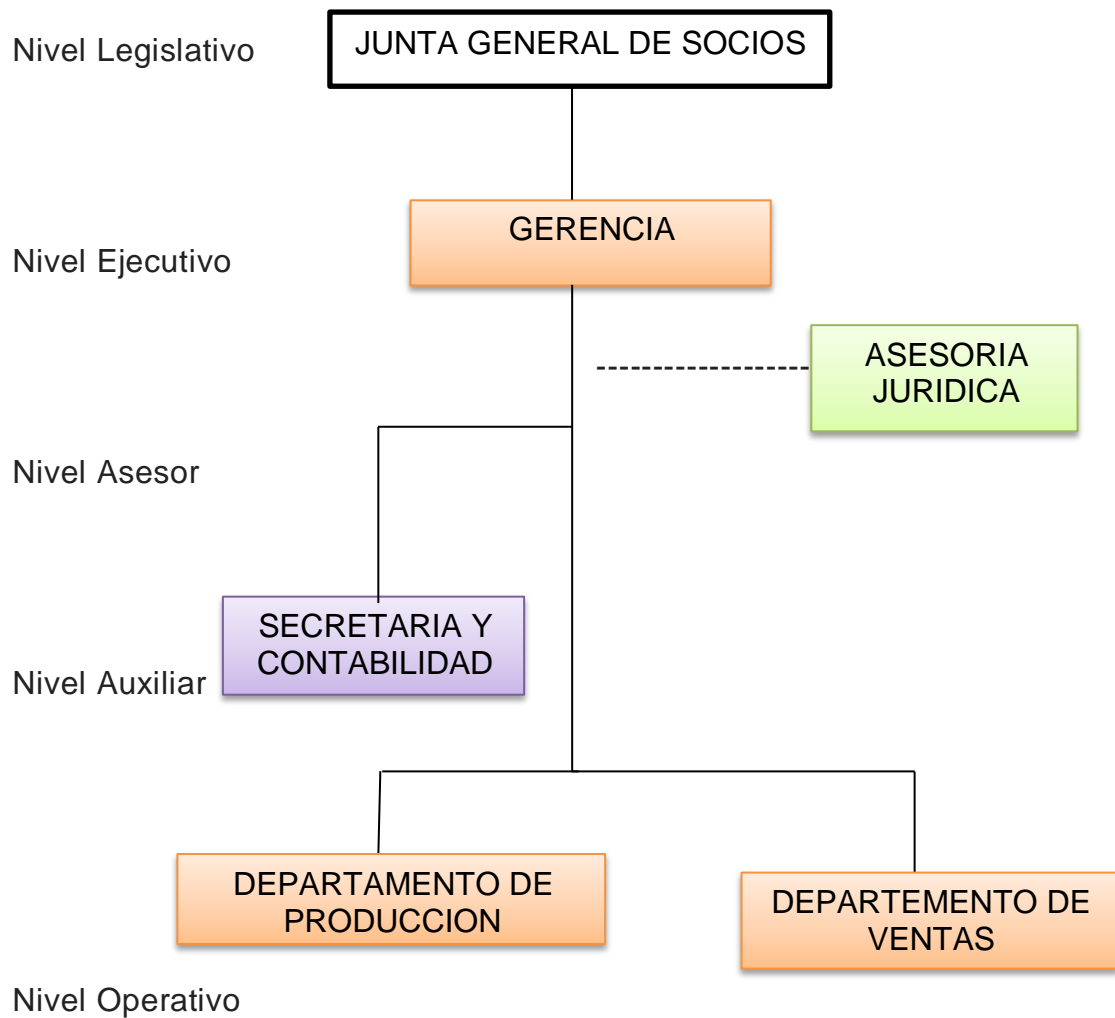 Nivel Legislativo
JUNTA GENERAL DE SOCIOS
GERENCIA
Nivel Ejecutivo
ASESORIA
JURIDICA
Nivel Asesor
SECRETARIA Y
CONTABILIDAD
Nivel Auxiliar
DEPARTAMENTO DE
PRODUCCION
DEPARTEMENTO DE
VENTAS
Nivel Operativo